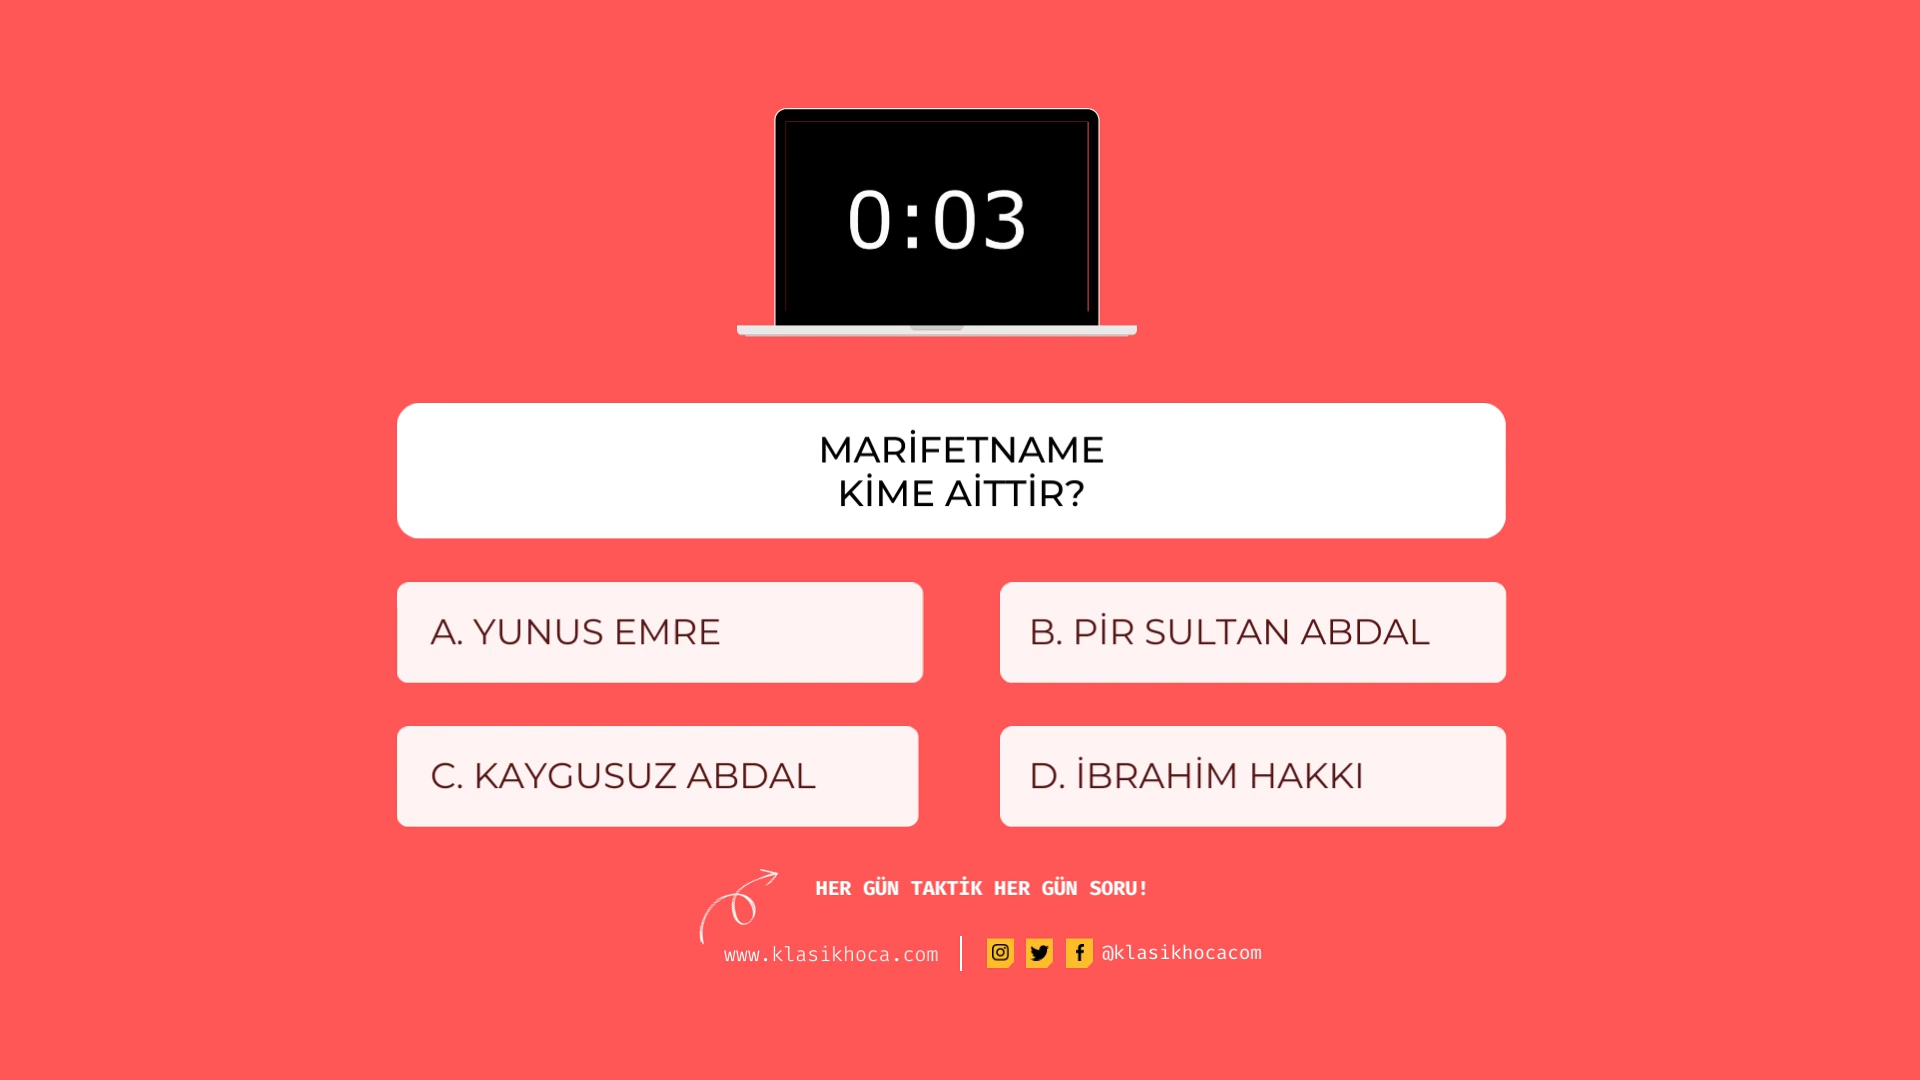 0:03
MARİFETNAME
KİME AİTTİR?
A. YUNUS EMRE
B. PİR SULTAN ABDAL
C. KAYGUSUZ ABDAL
D. İBRAHİM HAKKI
HER GÜN TAKTİK HER GÜN SORU!
www.klasikhoca.com
@klasikhocacom